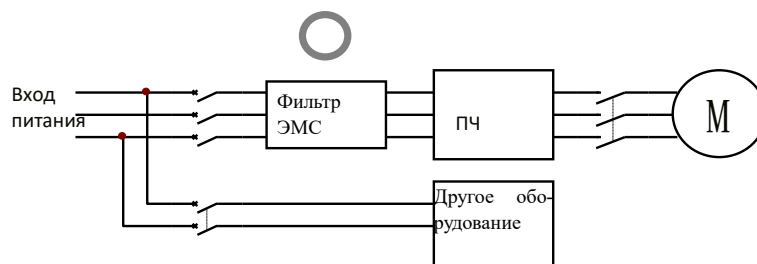 Вход
питания
Фильтр
ЭМС
ПЧ
М
Другое обо-
рудование